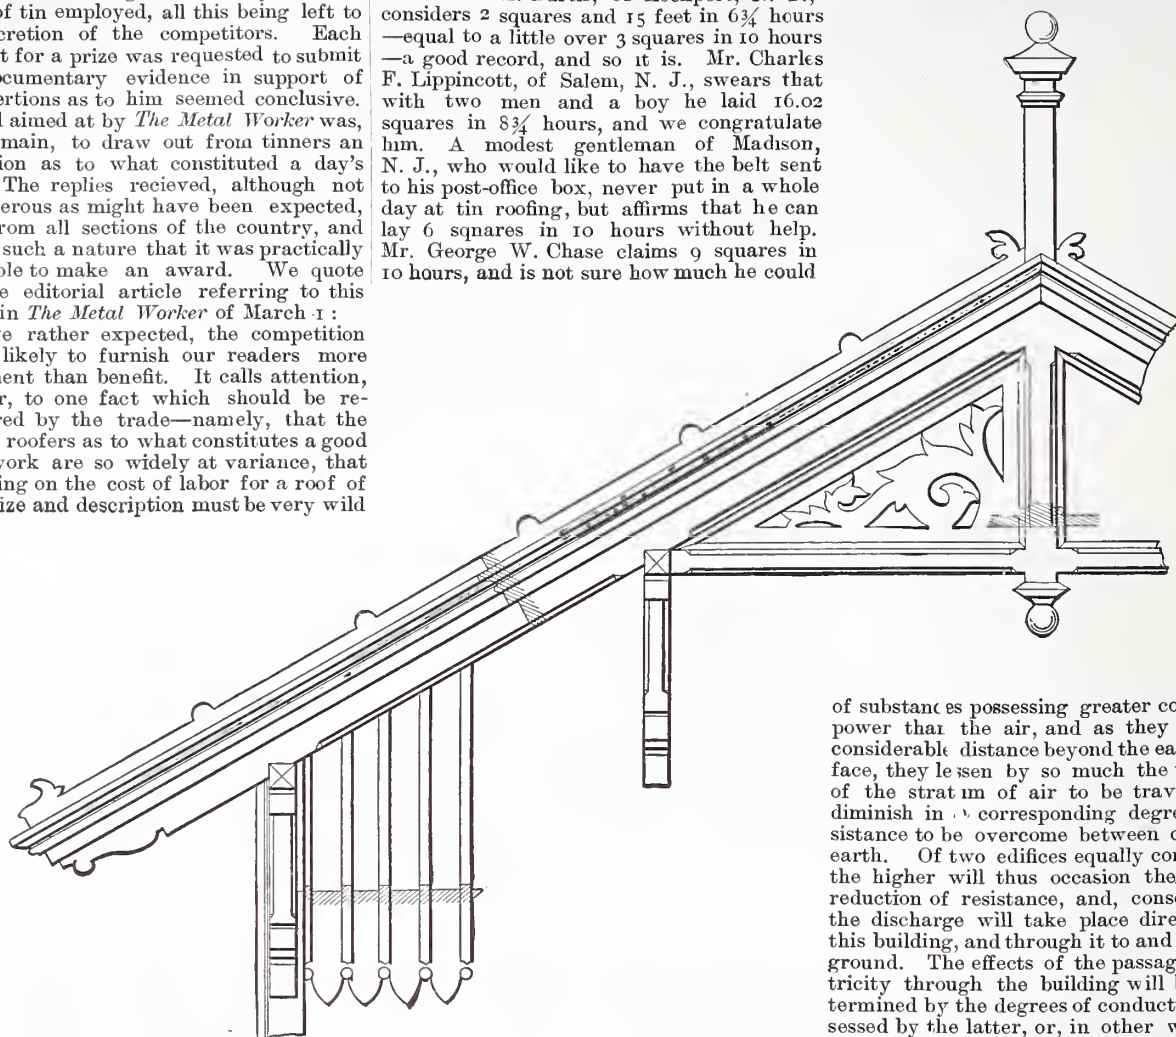 of tin employed, all this being left to
cretion of the competitors. Each
t for a prize was requested to submit
ocumentary evidence in support of
ertions as to him seemed conclusive.
l aimed at by The Metal Worker was,
main, to draw out from tinners an
ion as to what constituted a day's
The replies recieved, although not
erous as might have been expected,
rom all sections of the country, and
such a nature that it was practically
ble to make an award. We quote
e editorial article referring to this
in The Metal Worker of March 1 :
e rather expected, the competition
likely to furnish our readers more
ent than benefit. It calls attention,
r, to one fact which should be re-
red by the trade—namely, that the
roofers as to what constitutes a good
work are so widely at variance, that
ing on the cost of labor for a roof of
ize and description must be very wild
considers 2 squares and 15 feet in 6¾ hours
—equal to a little over 3 squares in 10 hours
—a good record, and so it is. Mr. Charles
F. Lippincott, of Salem, N. J., swears that
with two men and a boy he laid 16.02
squares in 8¾ hours, and we congratulate
him. A modest gentleman of Madison,
N. J., who would like to have the belt sent
to his post-office box, never put in a whole
day at tin roofing, but affirms that he can
lay 6 sqnares in 10 hours without help.
Mr. George W. Chase claims 9 squares in
10 hours, and is not sure how much he could
of substances possessing greater co
power than the air, and as they
considerable distance beyond the ea
face, they lessen by so much the
of the stratum of air to be trav
diminish in corresponding degre
sistance to be overcome between c
earth. Of two edifices equally con
the higher will thus occasion the
reduction of resistance, and, conse
the discharge will take place dire
this building, and through it to and
ground. The effects of the passag
tricity through the building will
termined by the degrees of conduct
sessed by the latter, or, in other w